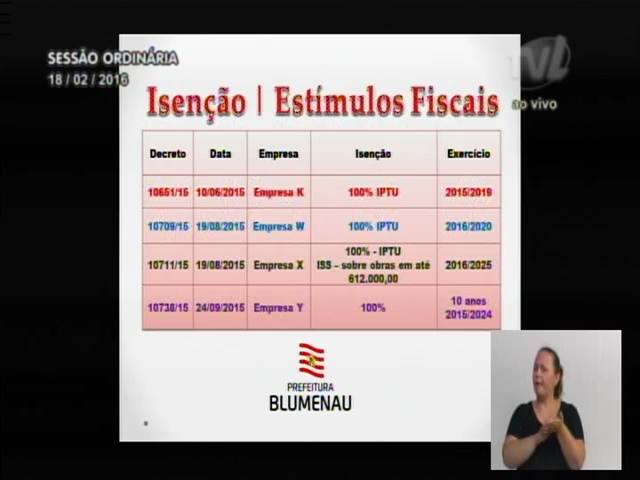 SESSÃO ORDINÁRIA
18 / 02 / 2016
TVL
ao vivo
Isenção | Estímulos Fiscais
Decreto Data Empresa Isenção Exercício
10651/15 10/06/2015 Empresa K 100% IPTU 2015/2019
10709/15 19/08/2015 Empresa W 100% IPTU 2016/2020
10711/15 19/08/2015 Empresa X 100% - IPTU
ISS – sobre obras em até
612.000,00 2016/2025
10738/15 24/09/2015 Empresa Y 100% 10 anos
2015/2024
PREFEITURA
BLUMENAU